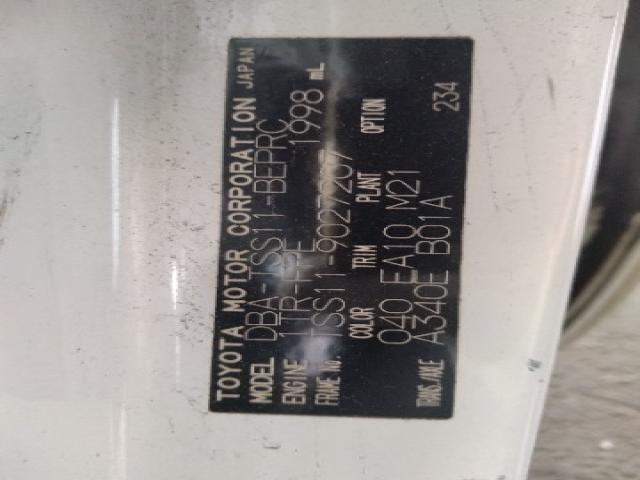 TOYOTA MOTOR CORPORATION JAPAN
MODEL DBA-TSS11-BEPRC
ENGINE 1TR-FPE 1998 mL
FRAME No. TSS11-9027207
COLOR TRIM PLANT OPTION
040 EA10 M21
TRANS./AXLE A340E B01A 234